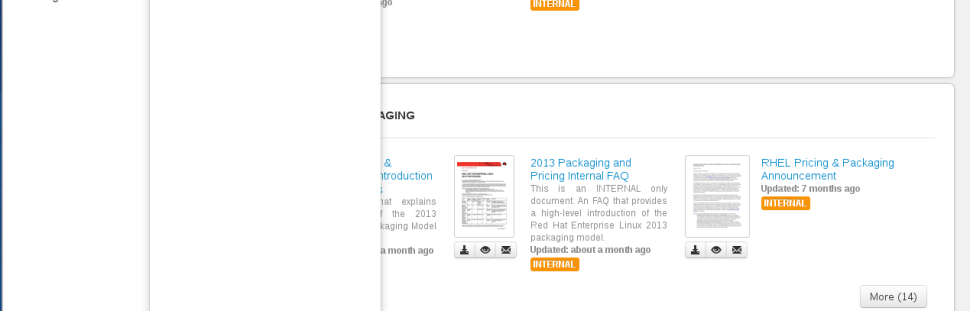 ago
INTERNAL
AGING
&
ntroduction
s
hat explains
f the 2013
kaging Model
a month ago
2013 Packaging and
Pricing Internal FAQ
This is an INTERNAL only
document. An FAQ that provides
a high-level introduction of the
Red Hat Enterprise Linux 2013
packaging model.
Updated: about a month ago
INTERNAL
RHEL Pricing & Packaging
Announcement
Updated: 7 months ago
INTERNAL
More (14)